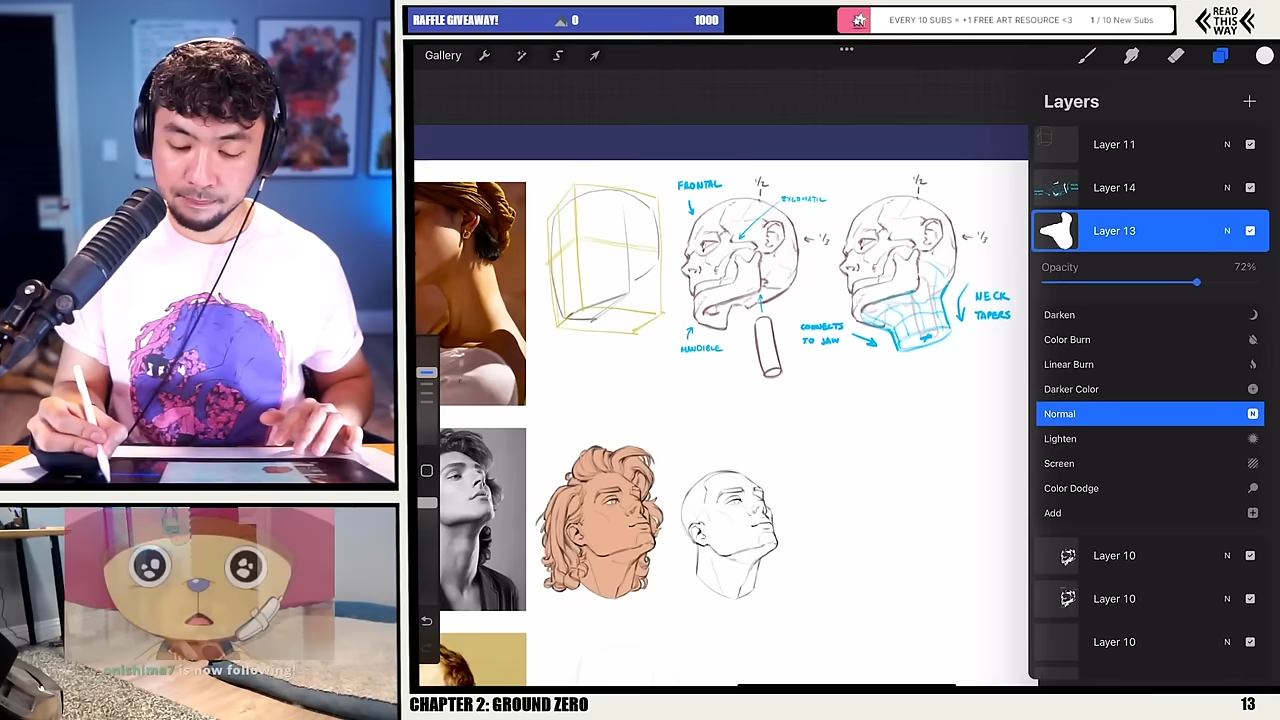 RAFFLE GIVEAWAY! 0 1000
EVERY 10 SUBS = +1 FREE ART RESOURCE <3 1 / 10 New Subs
READ
THIS
WAY
Gallery
Layers
Layer 11 N
Layer 14 N
Layer 13 N
Opacity 72%
Darken
Color Burn
Linear Burn
Darker Color
Normal N
Lighten
Screen
Color Dodge
Add
Layer 10 N
Layer 10 N
Layer 10 N
FRONTAL
1/2
ZYGOMATIC
1/3
MANDIBLE
1/2
1/3
NECK
TAPERS
CONNECTS
TO JAW
onishima7 is now following!
CHAPTER 2: GROUND ZERO
13